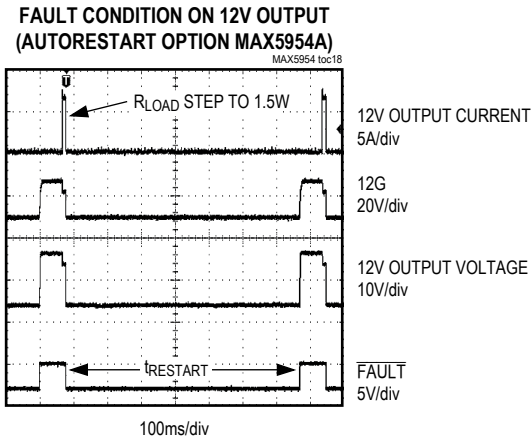 FAULT CONDITION ON 12V OUTPUT
(AUTORESTART OPTION MAX5954A)
MAX5954 toc18
T
RLOAD STEP TO 1.5W
12V OUTPUT CURRENT
5A/div
12G
20V/div
12V OUTPUT VOLTAGE
10V/div
tRESTART
FAULT
5V/div
100ms/div